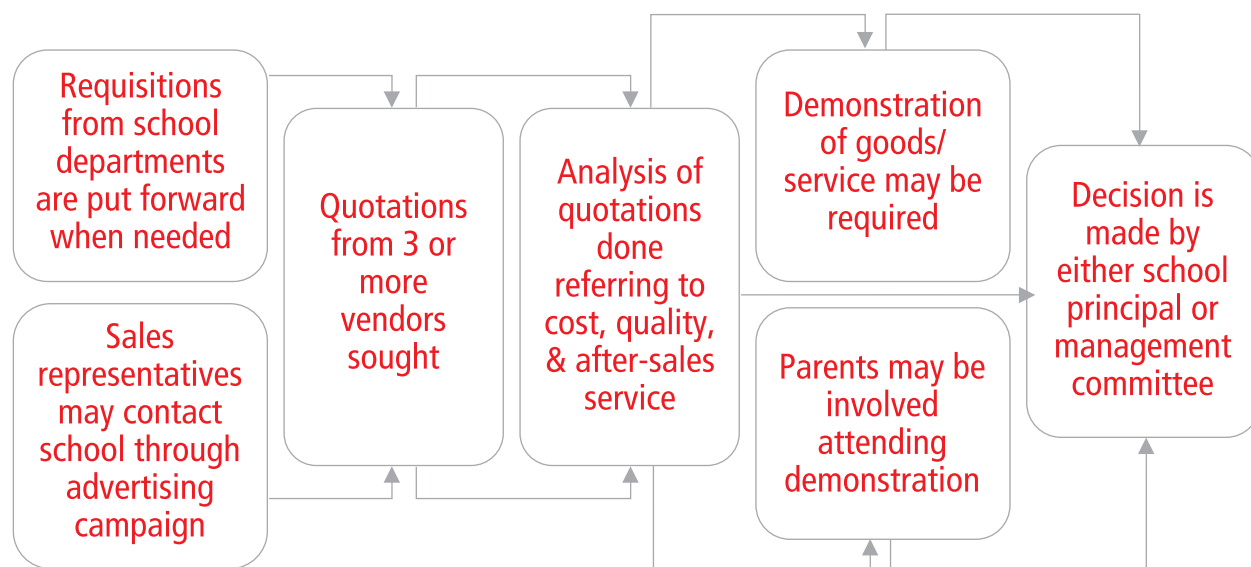 Requisitions
from school
departments
are put forward
when needed
Sales
representatives
may contact
school through
advertising
campaign
Quotations
from 3 or
more
vendors
sought
Analysis of
quotations
done
referring to
cost, quality,
& after-sales
service
Demonstration
of goods/
service may be
required
Parents may be
involved
attending
demonstration
Decision is
made by
either school
principal or
management
committee